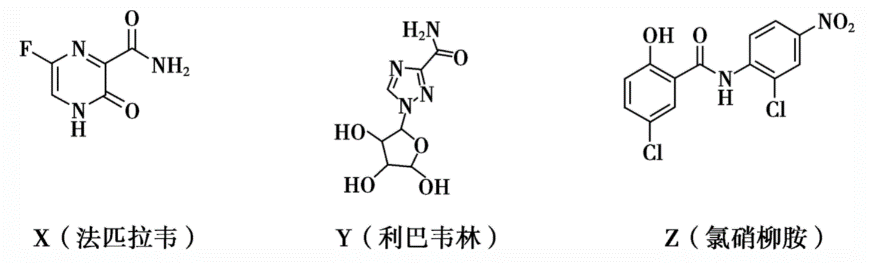 F N O NH₂ N H O
H₂N O N N N HO O HO OH
OH O N H Cl Cl NO₂
X（法匹拉韦） Y（利巴韦林） Z（氯硝柳胺）